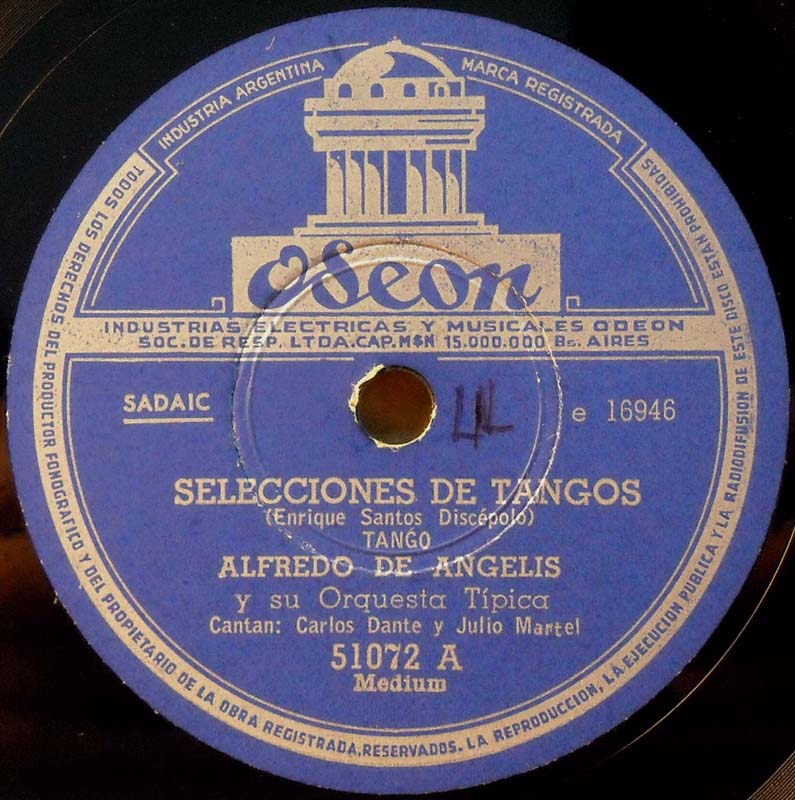 INDUSTRIA ARGENTINA
MARCA REGISTRADA
Odeon
INDUSTRIAS ELECTRICAS Y MUSICALES ODEON
SOC. DE RESP. LTDA. CAP. M$N 15.000.000 Bs. AIRES
SADAIC
e 16946
SELECCIONES DE TANGOS
(Enrique Santos Discépolo)
TANGO
ALFREDO DE ANGELIS
y su Orquesta Típica
Cantan: Carlos Dante y Julio Martel
51072 A
Medium
TODOS LOS DERECHOS DEL PRODUCTOR FONOGRAFICO Y DEL PROPIETARIO DE LA OBRA REGISTRADA, RESERVADOS. LA REPRODUCCION, LA EJECUCION PUBLICA Y LA RADIODIFUSION DE ESTE DISCO ESTAN PROHIBIDAS